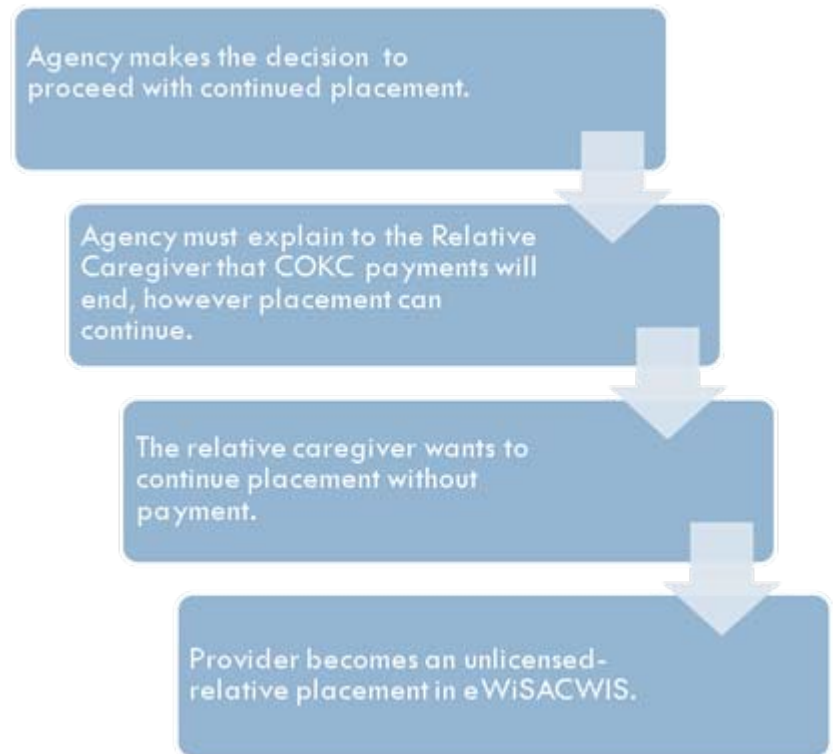 Agency makes the decision to
proceed with continued placement.
Agency must explain to the Relative
Caregiver that COKC payments will
end, however placement can
continue.
The relative caregiver wants to
continue placement without
payment.
Provider becomes an unlicensed-
relative placement in eWiSACWIS.